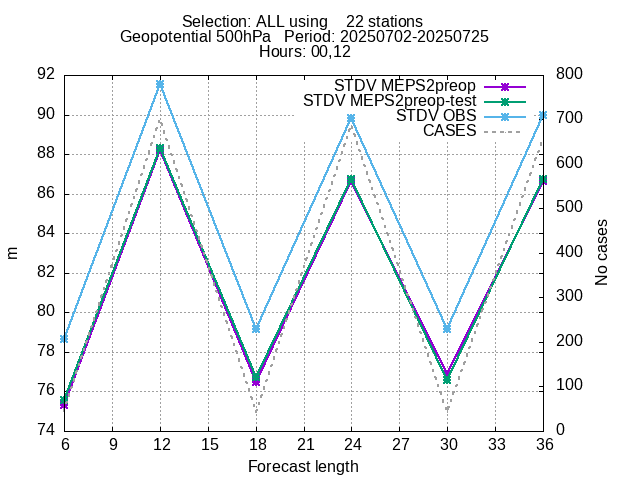 Selection: ALL using    22 stations
Geopotential 500hPa   Period: 20250702-20250725
Hours: 00,12
STDV MEPS2preop
STDV MEPS2preop-test
STDV OBS
CASES
92
90
88
86
84
82
80
78
76
74
m
800
700
600
500
400
300
200
100
0
No cases
6 9 12 15 18 21 24 27 30 33 36
Forecast length